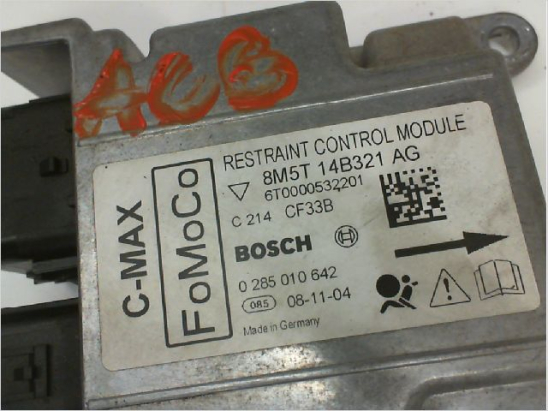 ACB
C-MAX
FoMoCo
RESTRAINT CONTROL MODULE
8M5T 14B321 AG
6T0000532201
C 214 CF33B
BOSCH
0 285 010 642
085 08-11-04
Made in Germany